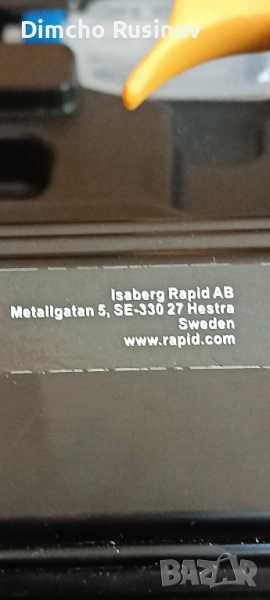 Dimcho Rusinov
Isaberg Rapid AB
Metallgatan 5, SE-330 27 Hestra
Sweden
www.rapid.com
BAZAR